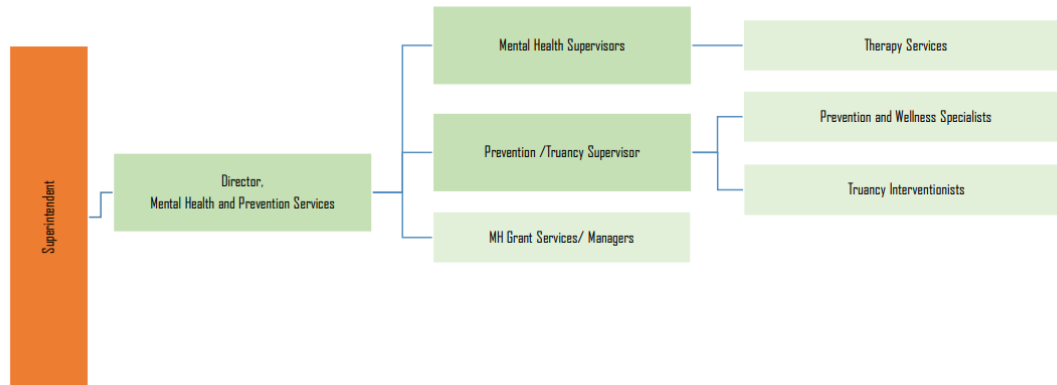 Superintendent
Director,
Mental Health and Prevention Services
Mental Health Supervisors
Therapy Services
Prevention /Truancy Supervisor
Prevention and Wellness Specialists
Truancy Interventionists
MH Grant Services/ Managers